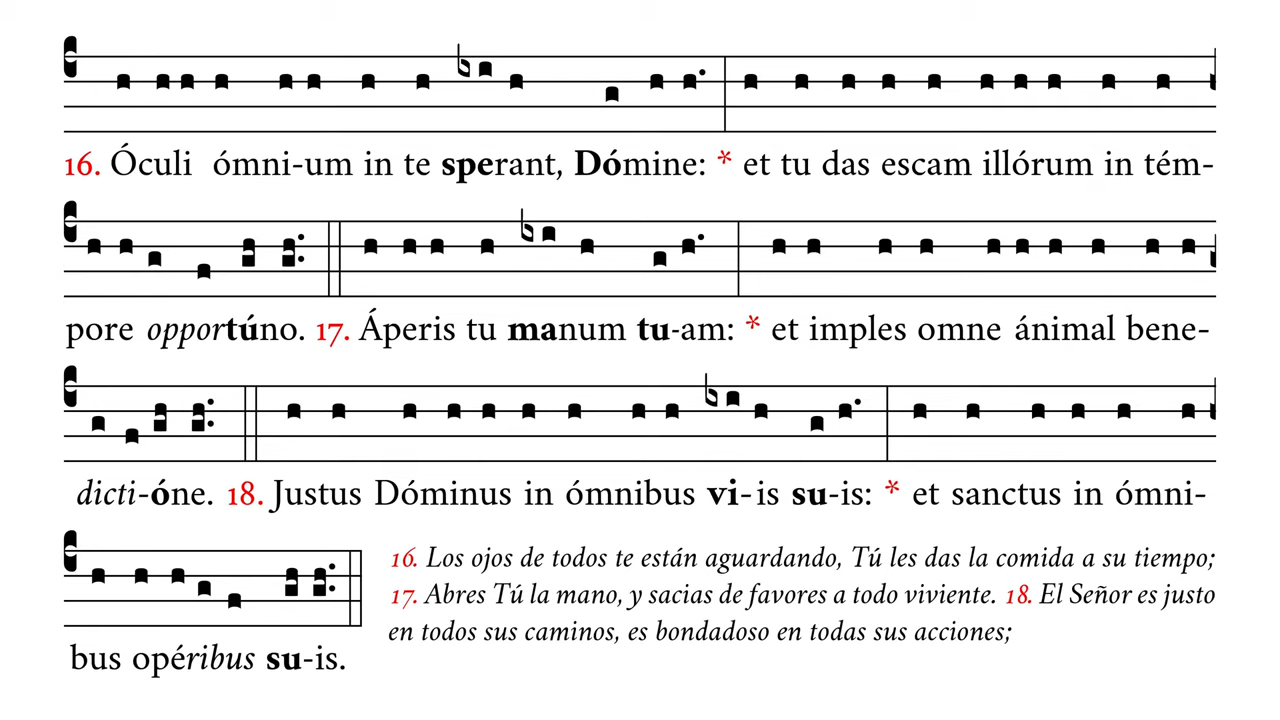 16. Óculi ómni-um in te sperant, Dómine: * et tu das escam illórum in tém-
pore opportúno. 17. Áperis tu manum tu-am: * et imples omne ánimal bene-
dicti-óne. 18. Justus Dóminus in ómnibus vi-is su-is: * et sanctus in ómni-
bus opéribus su-is.
16. Los ojos de todos te están aguardando, Tú les das la comida a su tiempo;
17. Abres Tú la mano, y sacias de favores a todo viviente. 18. El Señor es justo
en todos sus caminos, es bondadoso en todas sus acciones;